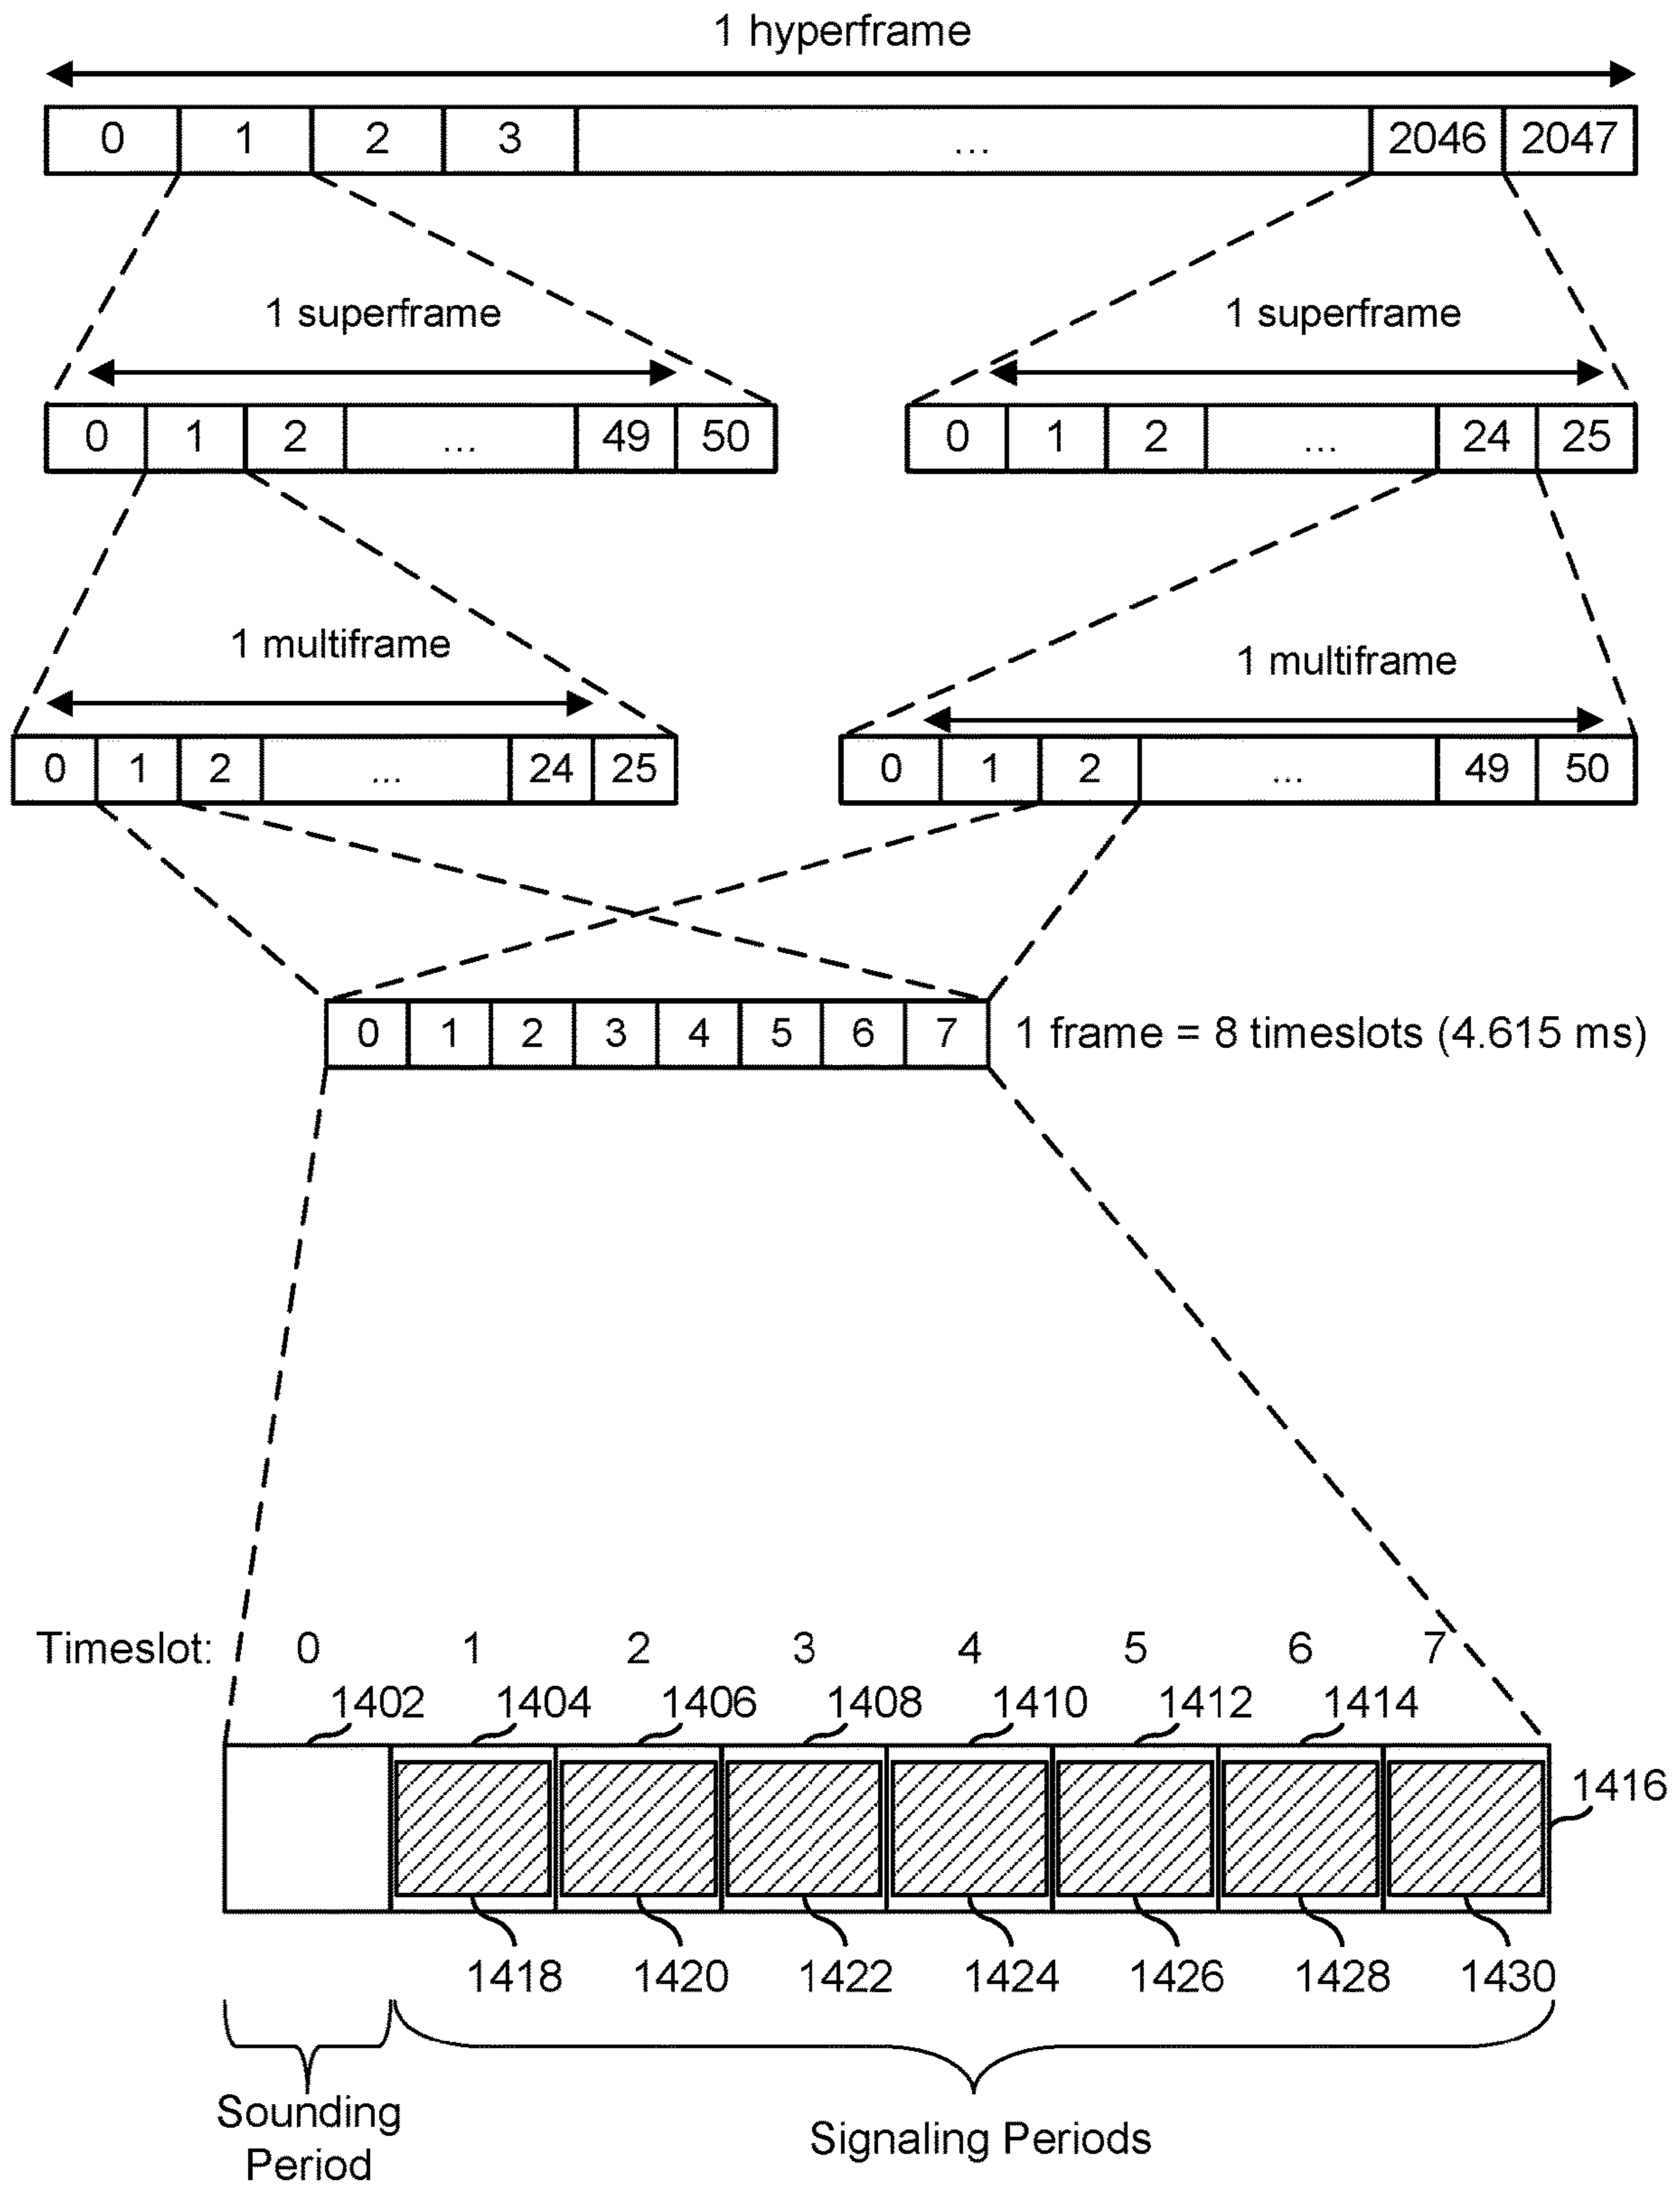 1 hyperframe
0 1 2 3 ... 2046 2047
1 superframe 1 superframe
0 1 2 ... 49 50 0 1 2 ... 24 25
1 multiframe 1 multiframe
0 1 2 ... 24 25 0 1 2 ... 49 50
0 1 2 3 4 5 6 7 1 frame = 8 timeslots (4.615 ms)
Timeslot: 0 1 2 3 4 5 6 7
1402 1404 1406 1408 1410 1412 1414
1416
1418 1420 1422 1424 1426 1428 1430
Sounding
Period
Signaling Periods